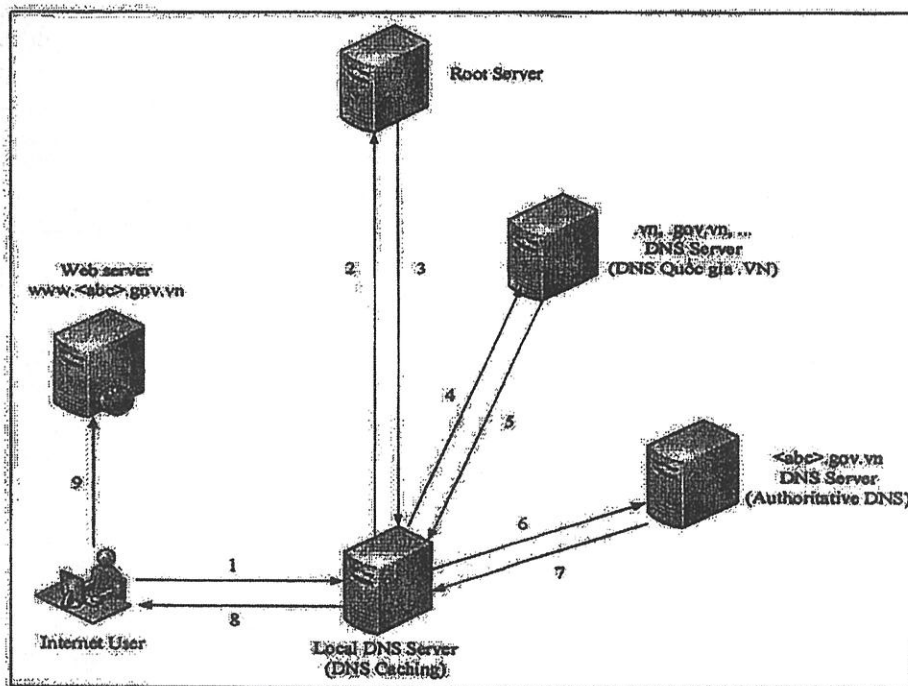 Root Server
.vn, .gov.vn, ...
DNS Server
(DNS Quốc gia .VN)
Web server
www.<abc>.gov.vn
2
3
4
5
<abc>.gov.vn
DNS Server
(Authoritative DNS)
9
6
1
7
8
Internet User
Local DNS Server
(DNS Caching)